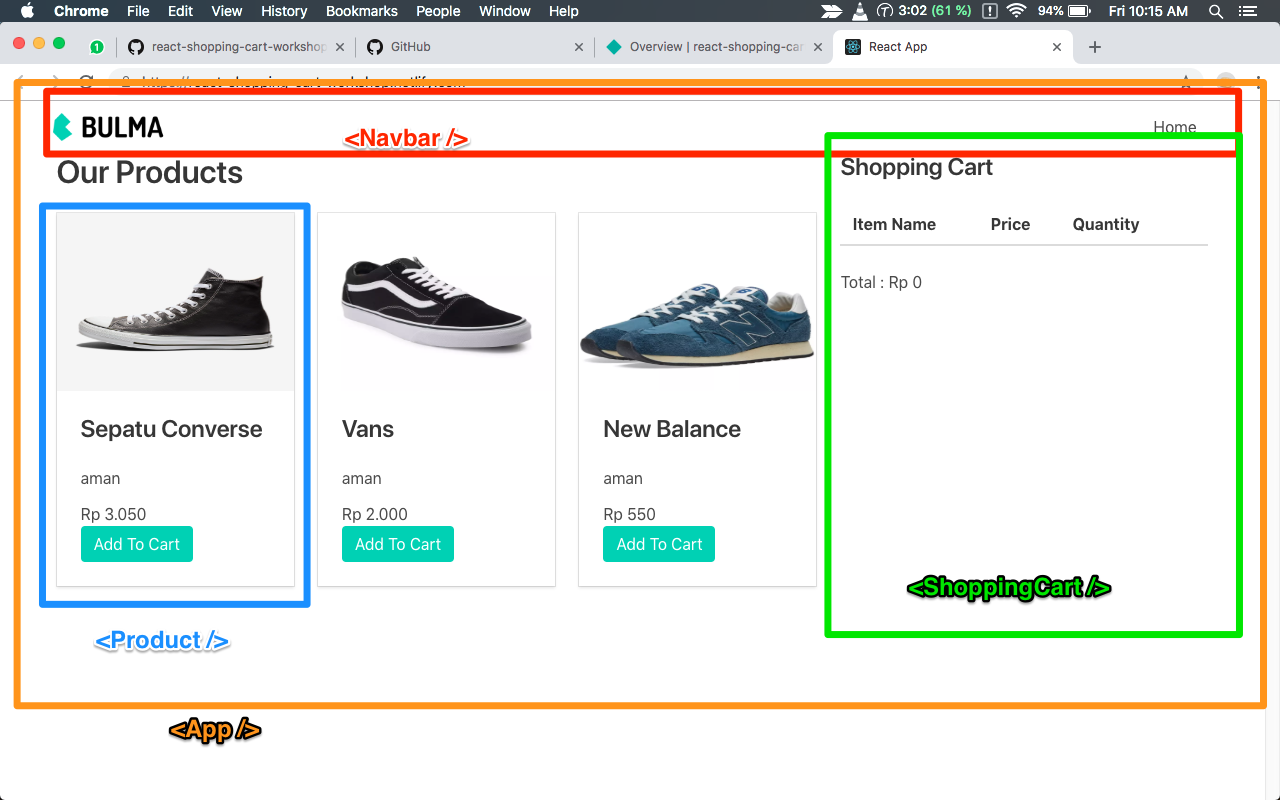 Chrome File Edit View History Bookmarks People Window Help 3:02 (61 %) 94% Fri 10:15 AM
1 react-shopping-cart-workshop GitHub Overview | react-shopping-car React App
BULMA <Navbar /> Home
Our Products
Shopping Cart
Item Name Price Quantity
Total : Rp 0
Sepatu Converse Vans New Balance
aman aman aman
Rp 3.050 Rp 2.000 Rp 550
Add To Cart Add To Cart Add To Cart
<ShoppingCart />
<Product />
<App />